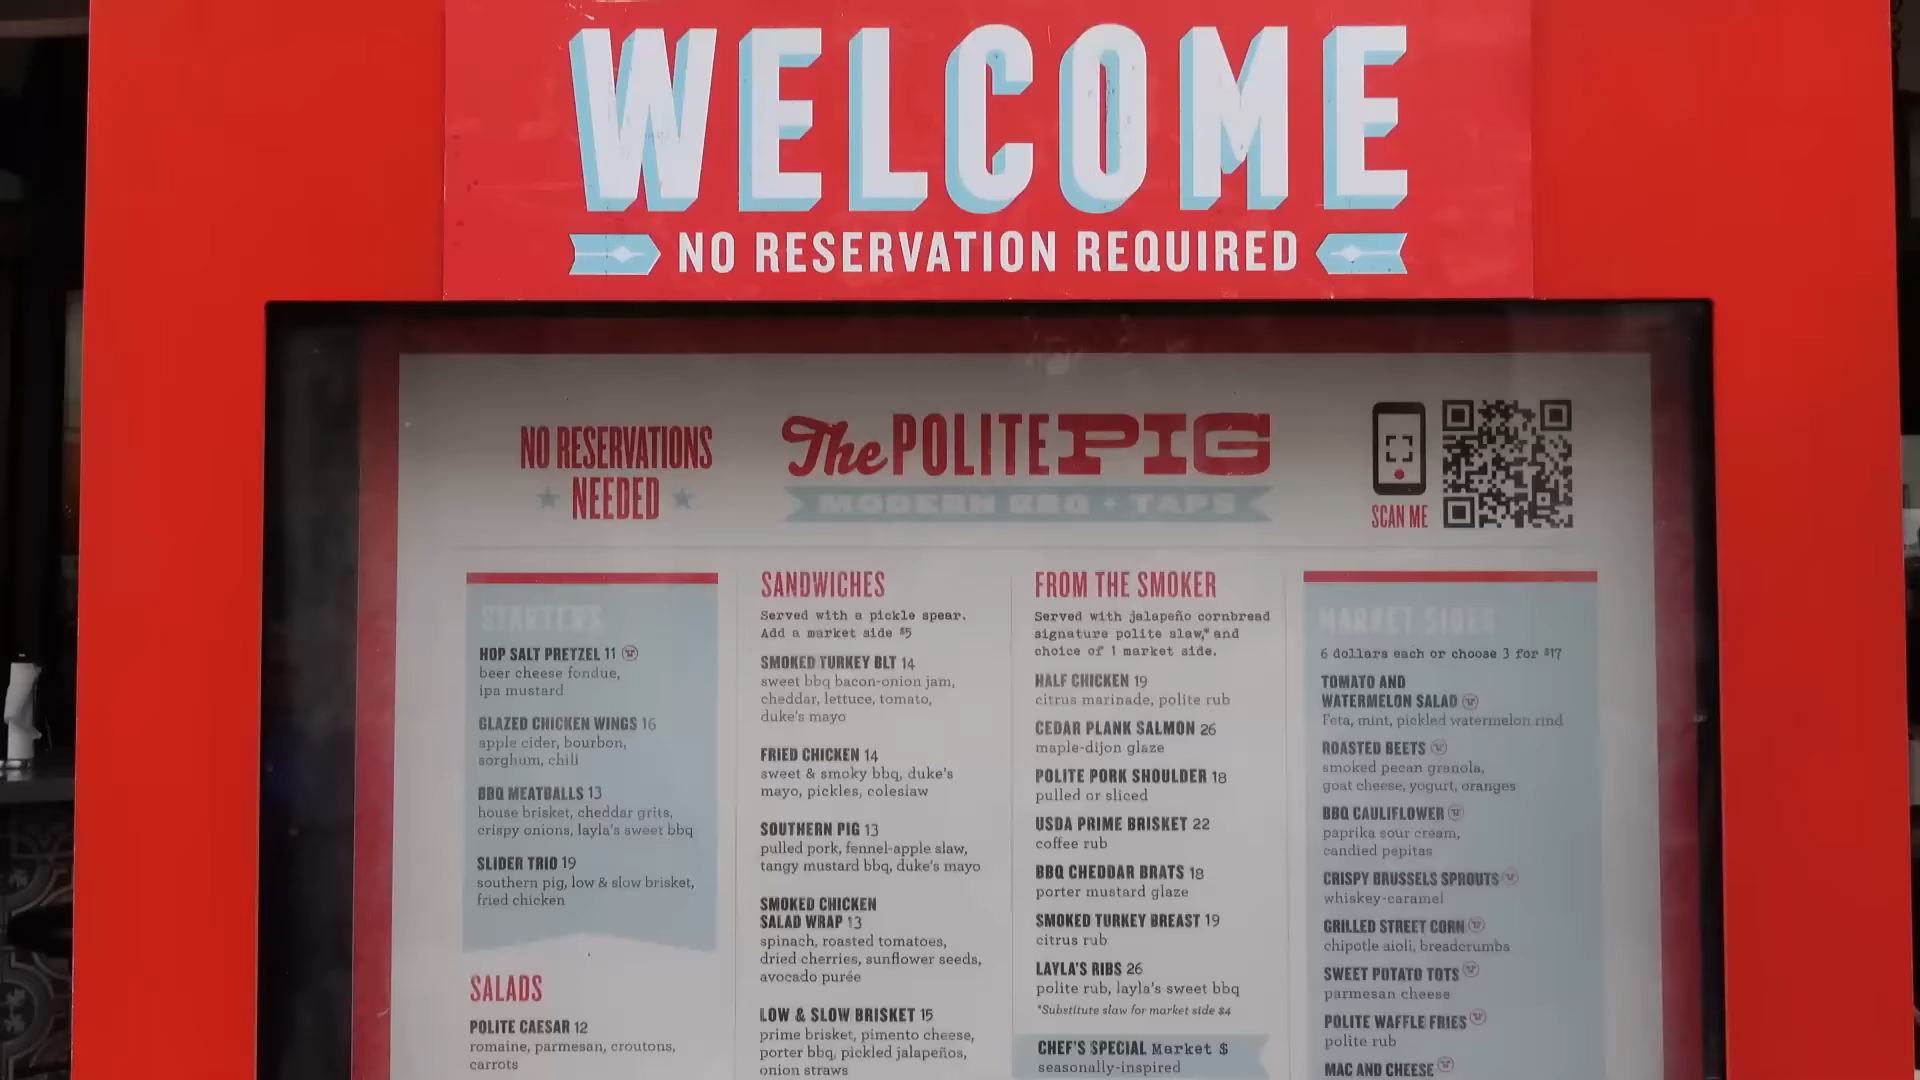 WELCOME
NO RESERVATION REQUIRED
NO RESERVATIONS
NEEDED
The POLITE PIG
MODERN BBQ + TAPS
SCAN ME
STARTERS
HOP SALT PRETZEL 11
beer cheese fondue,
ipa mustard
GLAZED CHICKEN WINGS 16
apple cider, bourbon,
sorghum, chili
BBQ MEATBALLS 13
house brisket, cheddar grits,
crispy onions, layla's sweet bbq
SLIDER TRIO 19
southern pig, low & slow brisket,
fried chicken
SALADS
POLITE CAESAR 12
romaine, parmesan, croutons,
carrots
SANDWICHES
Served with a pickle spear.
Add a market side $5
SMOKED TURKEY BLT 14
sweet bbq bacon-onion jam,
cheddar, lettuce, tomato,
duke's mayo
FRIED CHICKEN 14
sweet & smoky bbq, duke's
mayo, pickles, coleslaw
SOUTHERN PIG 13
pulled pork, fennel-apple slaw,
tangy mustard bbq, duke's mayo
SMOKED CHICKEN
SALAD WRAP 13
spinach, roasted tomatoes,
dried cherries, sunflower seeds,
avocado purée
LOW & SLOW BRISKET 15
prime brisket, pimento cheese,
porter bbq, pickled jalapeños,
onion straws
FROM THE SMOKER
Served with jalapeño cornbread
signature polite slaw,* and
choice of 1 market side.
HALF CHICKEN 19
citrus marinade, polite rub
CEDAR PLANK SALMON 26
maple-dijon glaze
POLITE PORK SHOULDER 18
pulled or sliced
USDA PRIME BRISKET 22
coffee rub
BBQ CHEDDAR BRATS 18
porter mustard glaze
SMOKED TURKEY BREAST 19
citrus rub
LAYLA'S RIBS 26
polite rub, layla's sweet bbq
*Substitute slaw for market side $4
CHEF'S SPECIAL Market $
seasonally-inspired
MARKET SIDES
6 dollars each or choose 3 for $17
TOMATO AND
WATERMELON SALAD
Feta, mint, pickled watermelon rind
ROASTED BEETS
smoked pecan granola,
goat cheese, yogurt, oranges
BBQ CAULIFLOWER
paprika sour cream,
candied pepitas
CRISPY BRUSSELS SPROUTS
whiskey-caramel
GRILLED STREET CORN
chipotle aioli, breadcrumbs
SWEET POTATO TOTS
parmesan cheese
POLITE WAFFLE FRIES
polite rub
MAC AND CHEESE